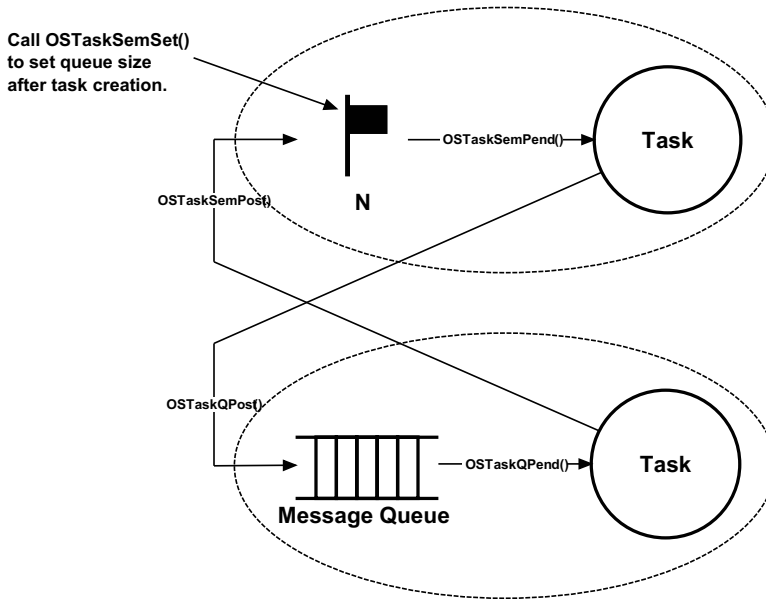 Call OSTaskSemSet()
to set queue size
after task creation.
OSTaskSemPend()
Task
OSTaskSemPost()
N
OSTaskQPost()
OSTaskQPend()
Task
Message Queue